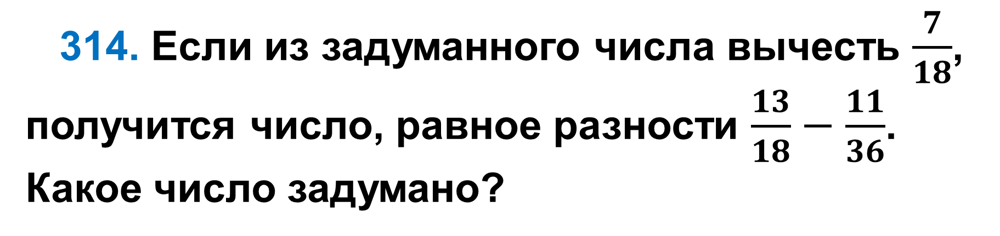 314. Если из задуманного числа вычесть 7/18,
получится число, равное разности 13/18 − 11/36.
Какое число задумано?